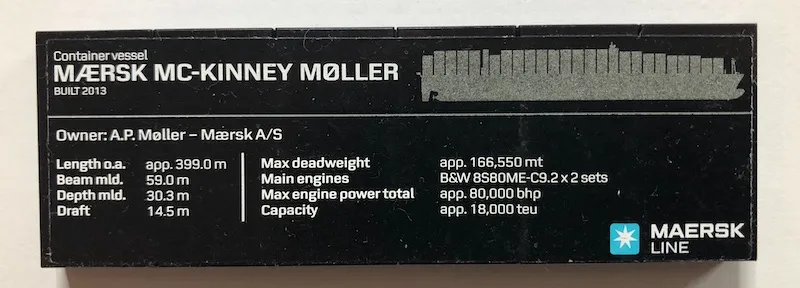 Container vessel
MÆRSK MC-KINNEY MØLLER
BUILT 2013
Owner: A.P. Møller – Mærsk A/S
Length o.a. app. 399.0 m
Beam mld. 59.0 m
Depth mld. 30.3 m
Draft 14.5 m
Max deadweight app. 166,550 mt
Main engines B&W 8S80ME-C9.2 x 2 sets
Max engine power total app. 80,000 bhp
Capacity app. 18,000 teu
MAERSK
LINE